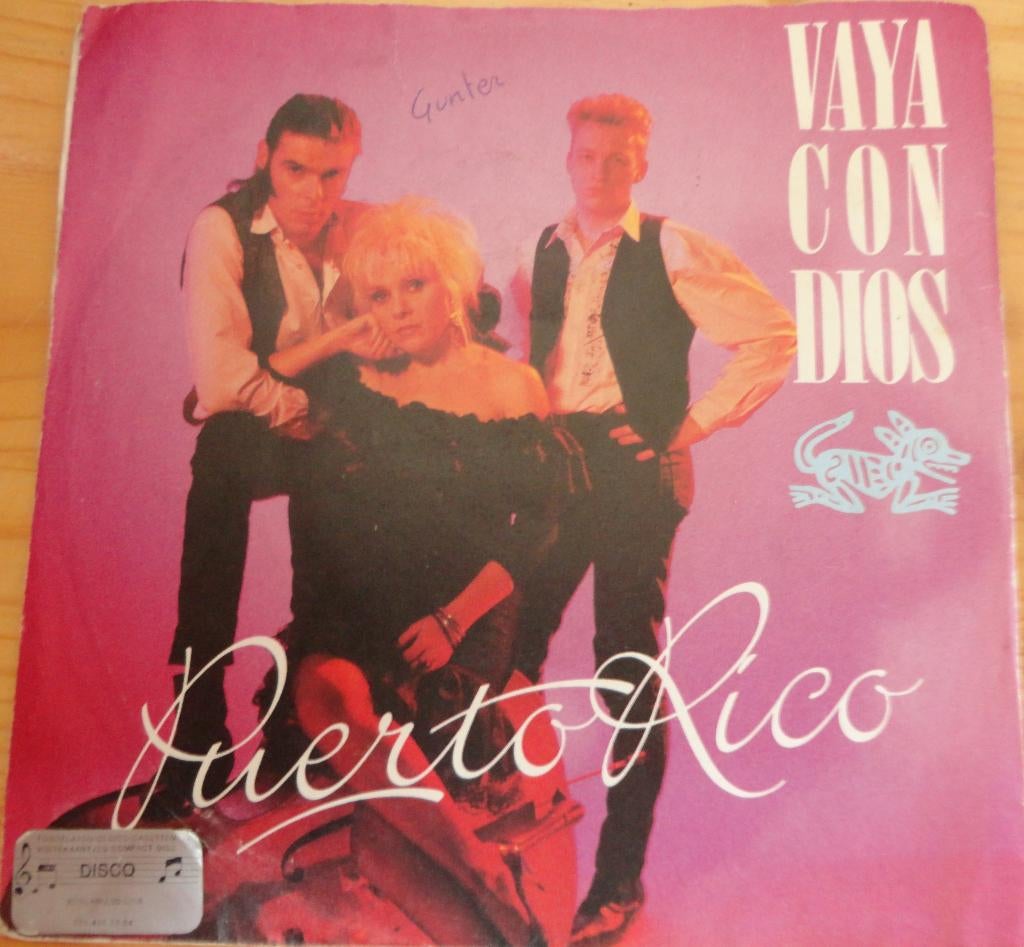 Gunter
VAYA
CON
DIOS
Puerto Rico
DISCO